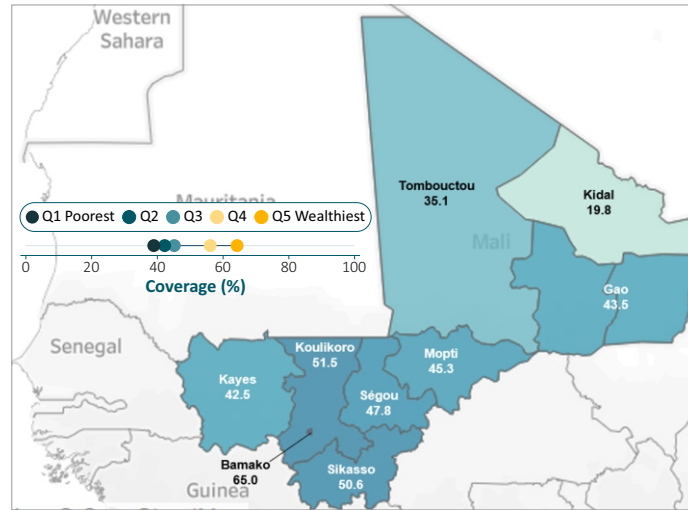 Western
Sahara
Mauritania
Q1 Poorest
Q2
Q3
Q4
Q5 Wealthiest
0
20
40
60
80
100
Coverage (%)
Tombouctou
35.1
Kidal
19.8
Mali
Gao
43.5
Senegal
Koulikoro
51.5
Mopti
45.3
Kayes
42.5
Ségou
47.8
Bamako
65.0
Sikasso
50.6
Guinea